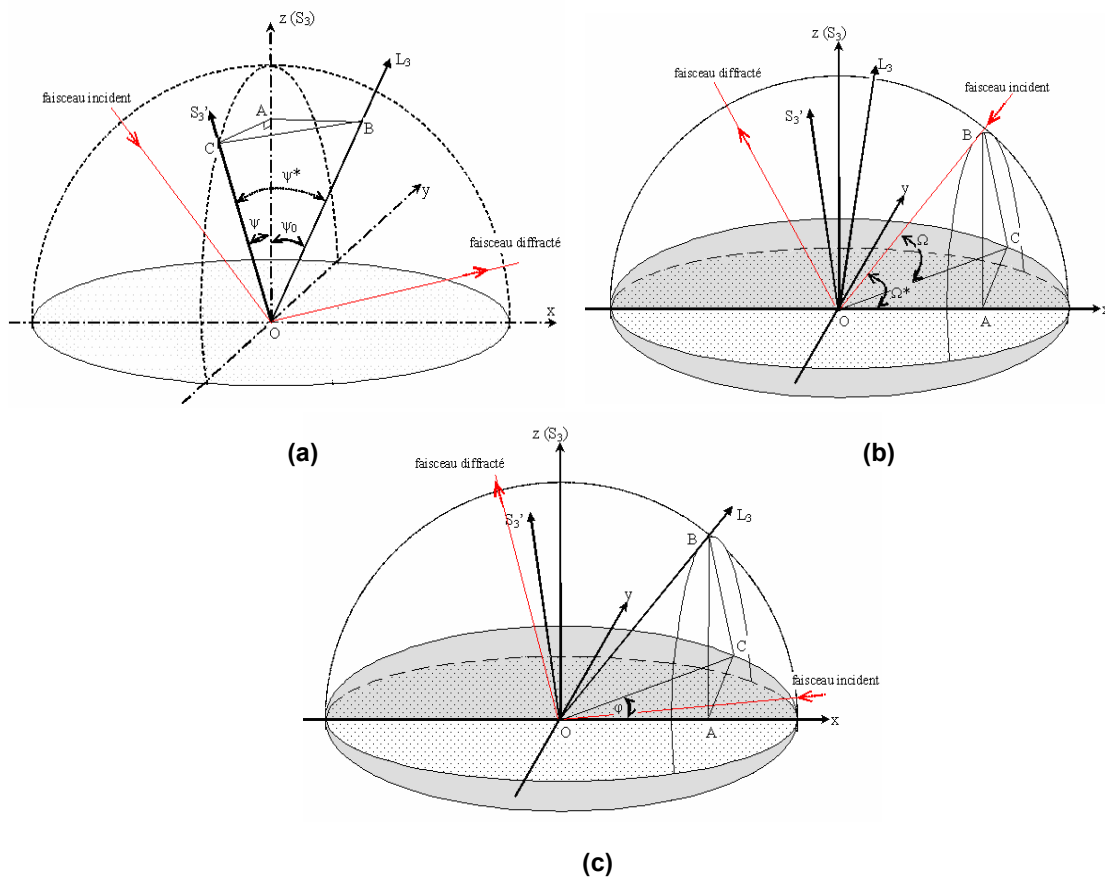 z (S₃)
L₃
faisceau incident
S₃'
A
B
C
ψ*
y
ψ
ψ₀
faisceau diffracté
x
O
(a)
z (S₃)
L₃
faisceau diffracté
faisceau incident
S₃'
B
y
Ω
C
Ω*
O
A
x
(b)
z (S₃)
faisceau diffracté
S₃'
L₃
B
y
C
faisceau incident
φ
x
O
A
(c)